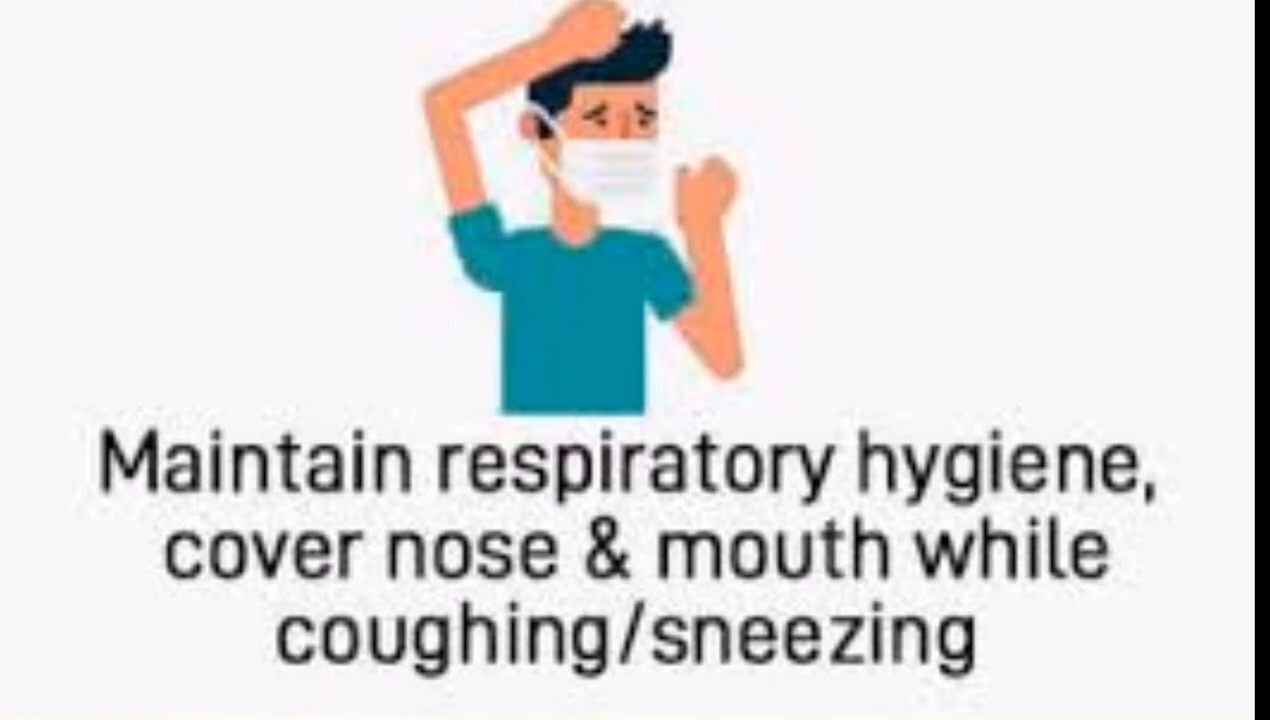 Maintain respiratory hygiene,
cover nose & mouth while
coughing/sneezing